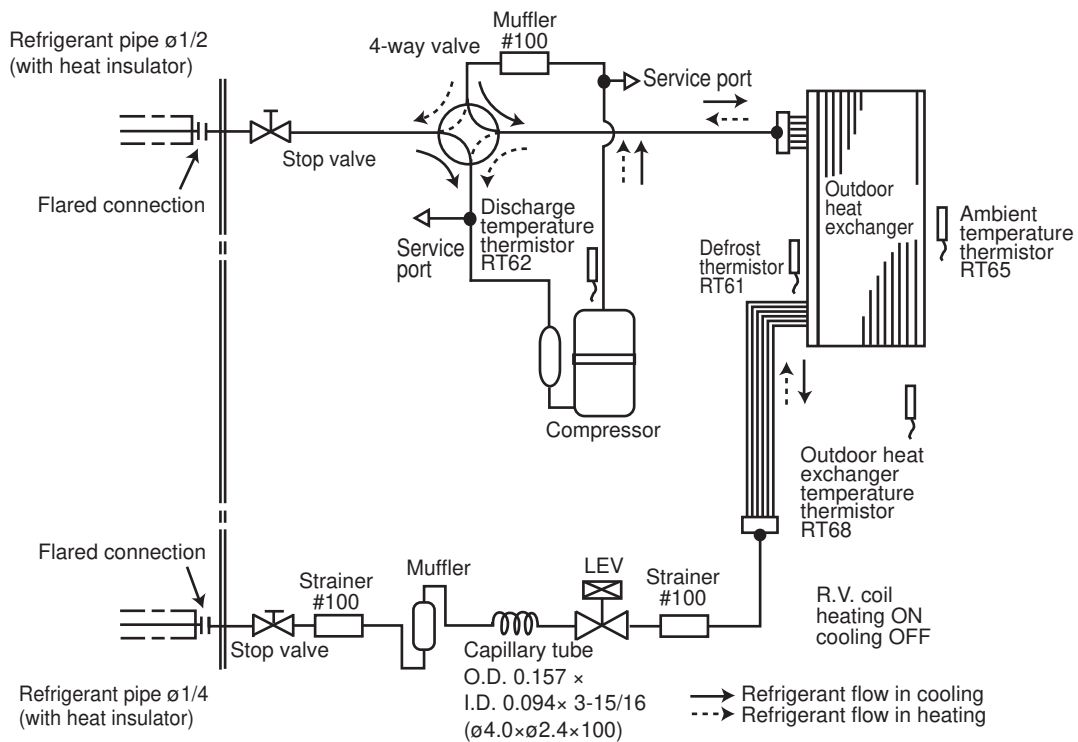 Refrigerant pipe ø1/2
(with heat insulator)
4-way valve
Muffler
#100
Service port
Stop valve
Flared connection
Service
port
Discharge
temperature
thermistor
RT62
Outdoor
heat
exchanger
Defrost
thermistor
RT61
Ambient
temperature
thermistor
RT65
Compressor
Outdoor heat
exchanger
temperature
thermistor
RT68
Flared connection
Stop valve
Strainer
#100
Muffler
Capillary tube
O.D. 0.157 ×
I.D. 0.094× 3-15/16
(ø4.0×ø2.4×100)
LEV
Strainer
#100
R.V. coil
heating ON
cooling OFF
Refrigerant pipe ø1/4
(with heat insulator)
Refrigerant flow in cooling
Refrigerant flow in heating